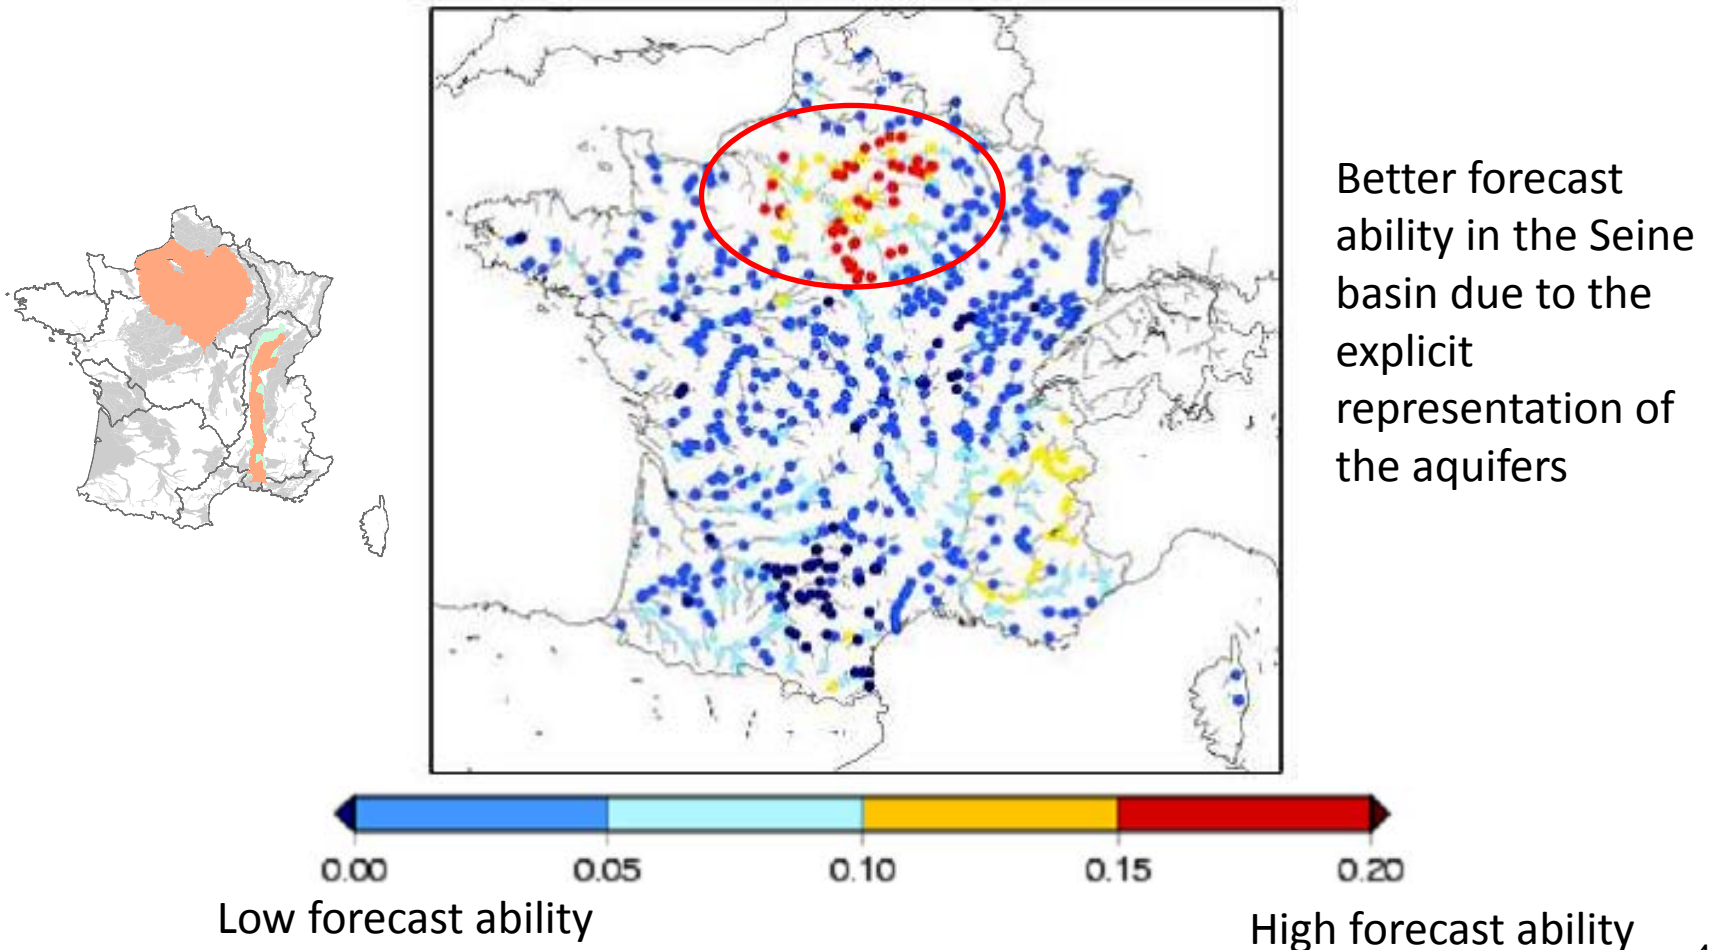 Better forecast
ability in the Seine
basin due to the
explicit
representation of
the aquifers
0.00 0.05 0.10 0.15 0.20
Low forecast ability
High forecast ability